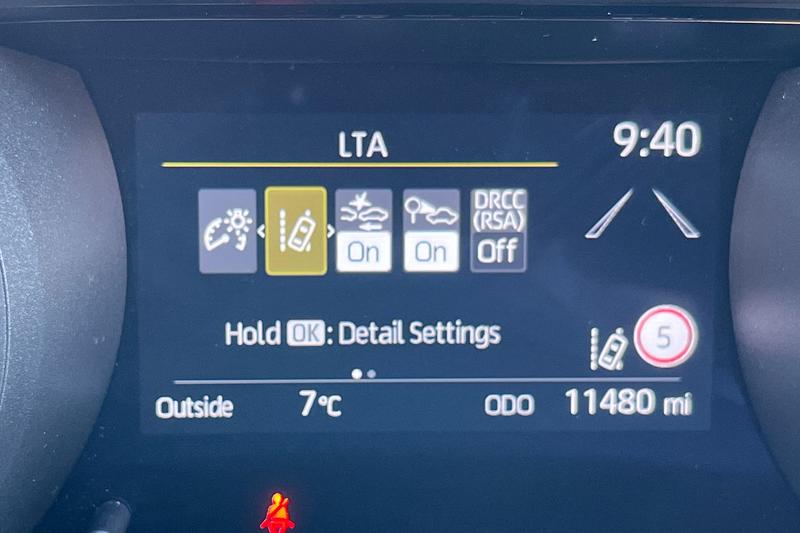 LTA
9:40
DRCC
(RSA)
On
On
Off
Hold OK: Detail Settings
5
Outside 7°C ODO 11480 mi